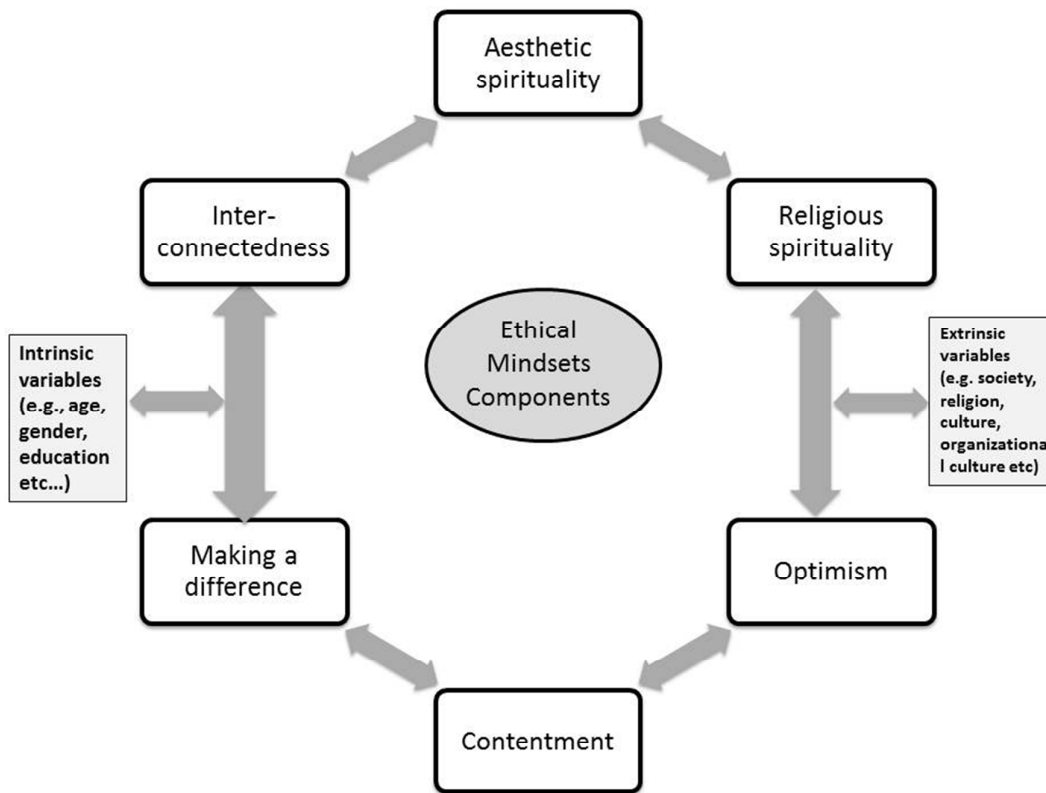 Aesthetic
spirituality
Inter-
connectedness
Religious
spirituality
Ethical
Mindsets
Components
Intrinsic
variables
(e.g., age,
gender,
education
etc...)
Extrinsic
variables
(e.g. society,
religion,
culture,
organizationa
l culture etc)
Making a
difference
Optimism
Contentment